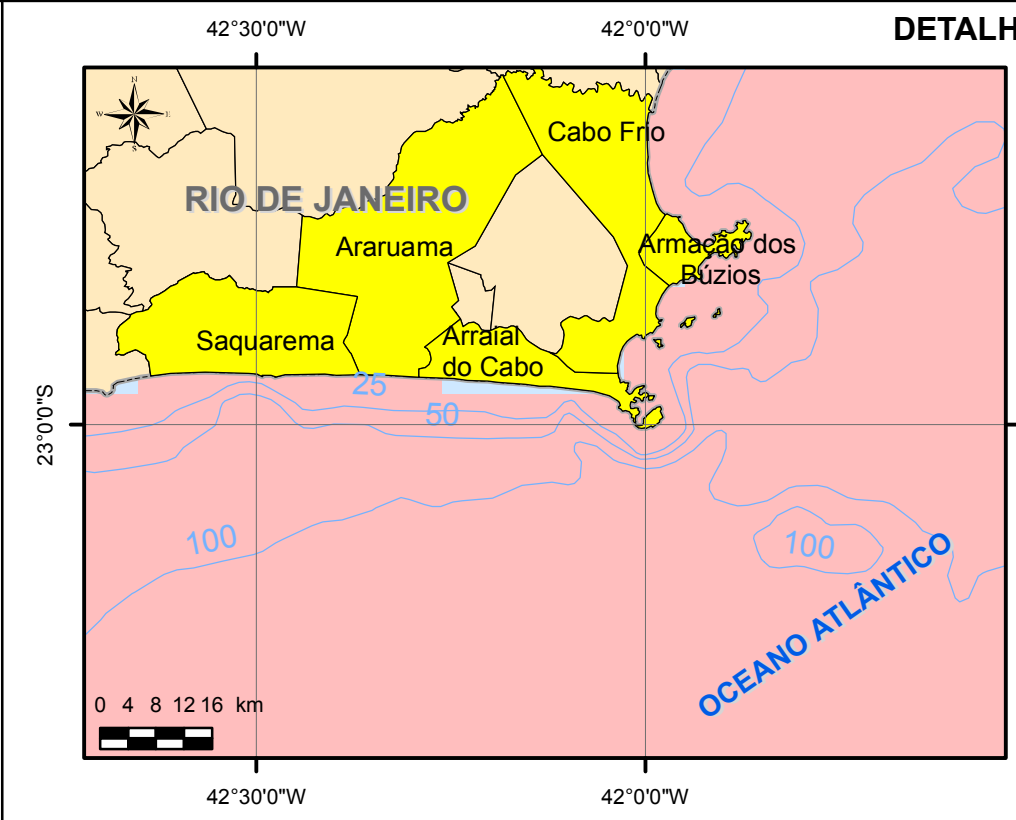 42°30'0"W
42°0'0"W
DETALH
N
W
E
S
Cabo Frio
RIO DE JANEIRO
Araruama
Armação dos
Búzios
Saquarema
Arraial
do Cabo
25
50
23°0'0"S
100
100
OCEANO ATLÂNTICO
0 4 8 12 16 km
42°30'0"W
42°0'0"W